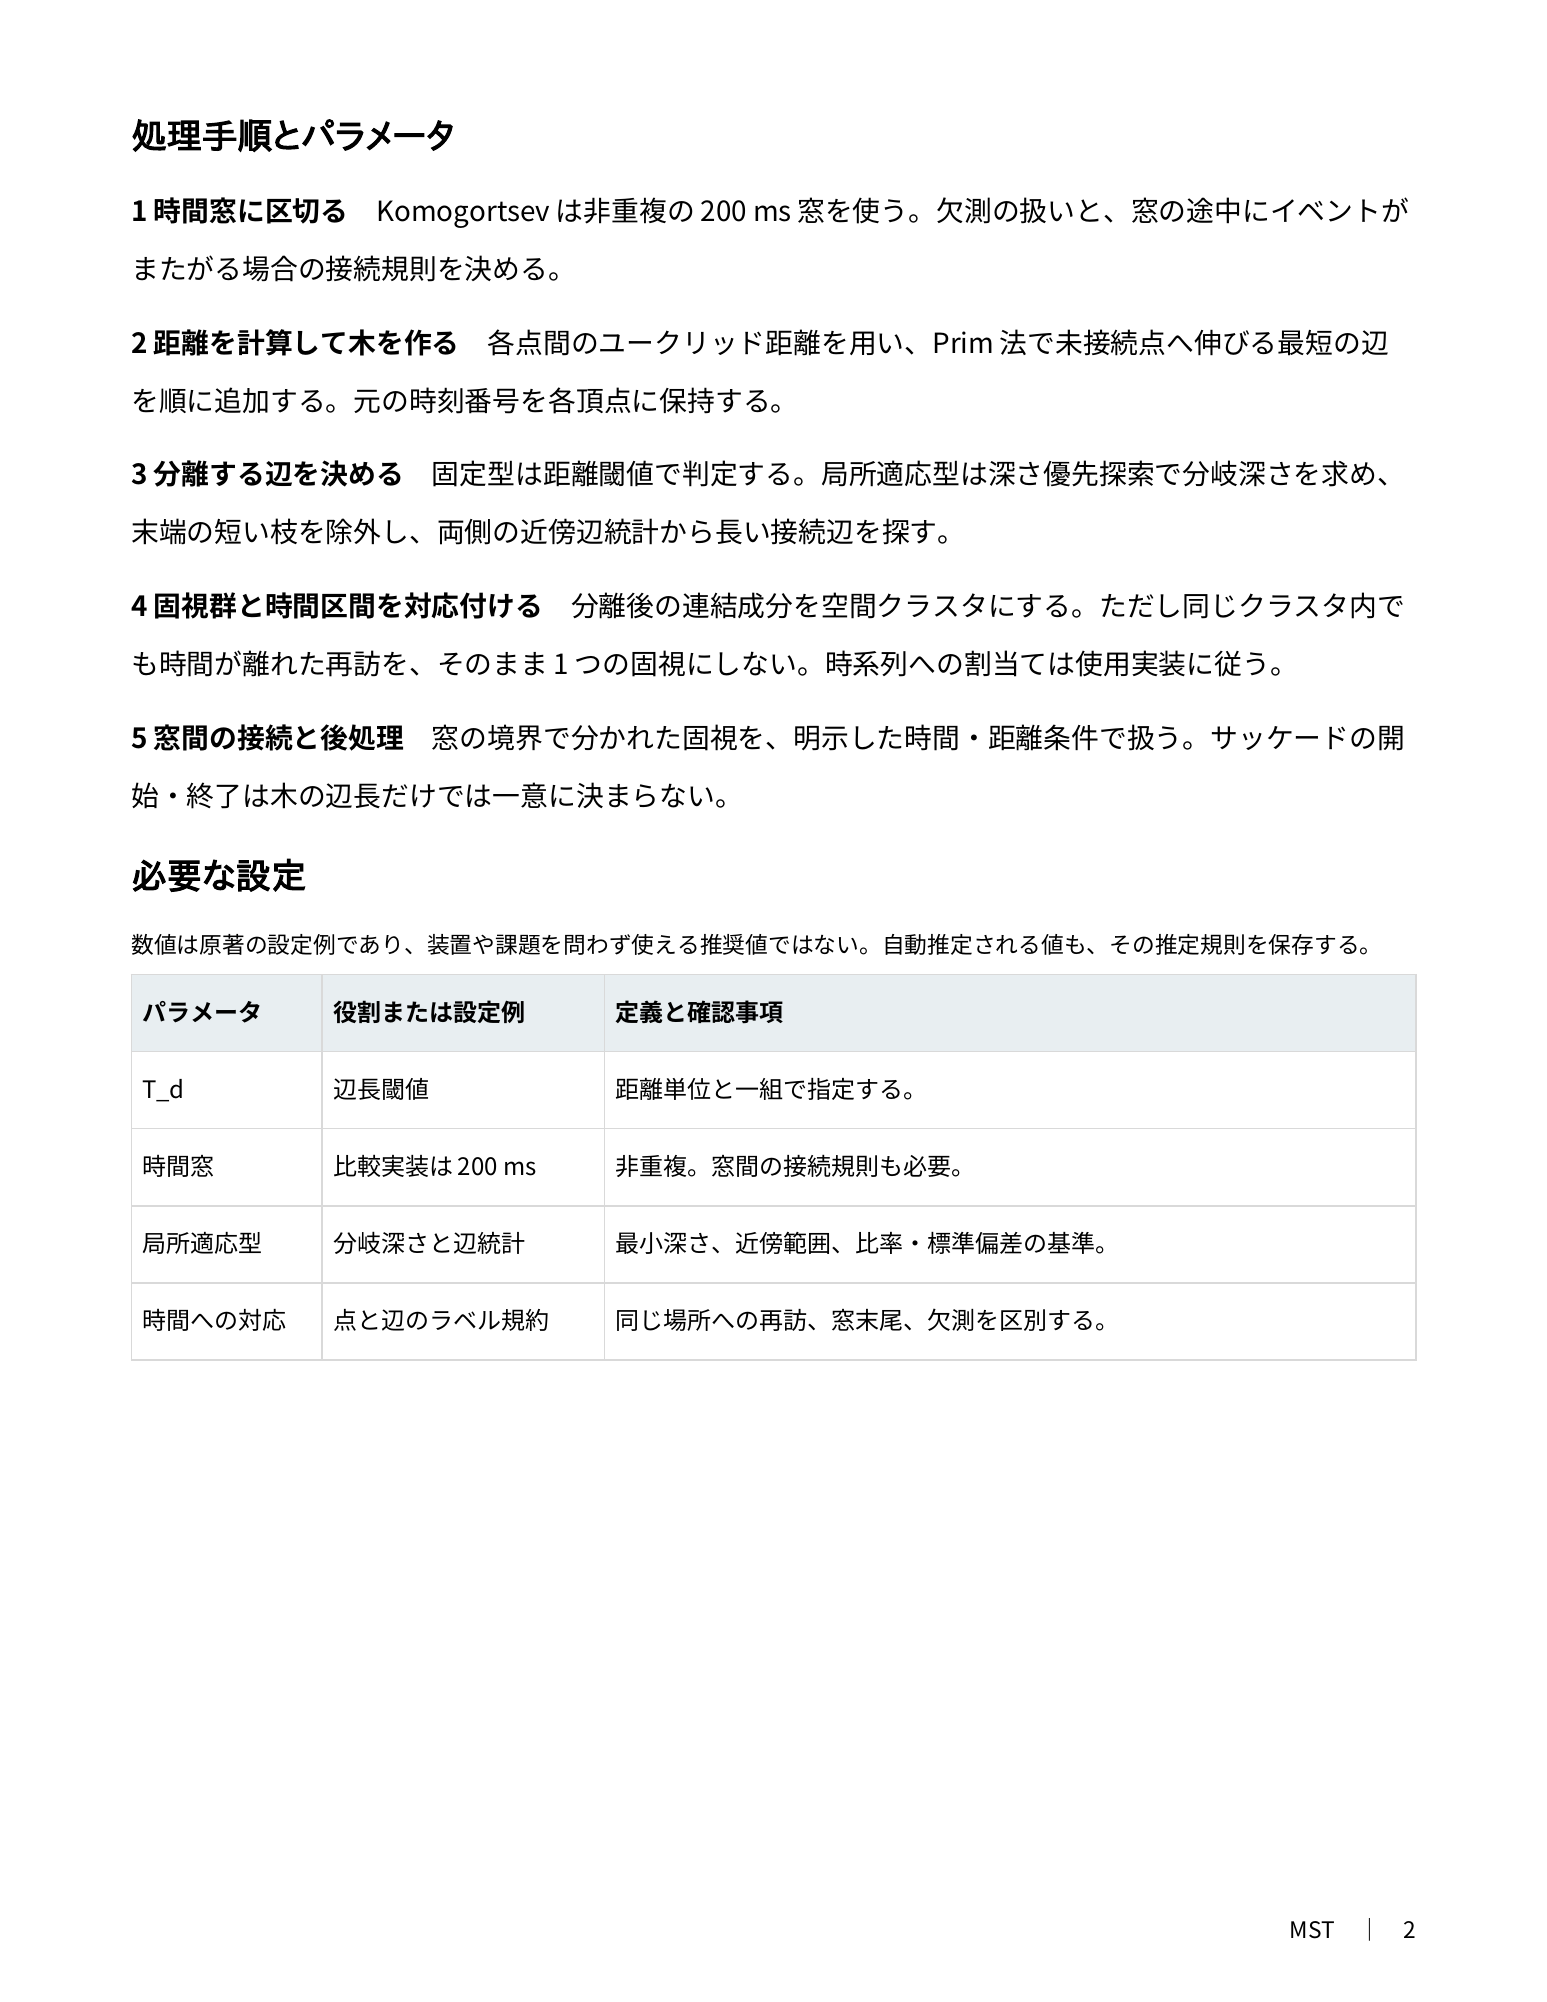 処理手順とパラメータ
1 時間窓に区切る　Komogortsev は非重複の 200 ms 窓を使う。欠測の扱いと、窓の途中にイベントが
またがる場合の接続規則を決める。
2 距離を計算して木を作る　各点間のユークリッド距離を用い、Prim 法で未接続点へ伸びる最短の辺
を順に追加する。元の時刻番号を各頂点に保持する。
3 分離する辺を決める　固定型は距離閾値で判定する。局所適応型は深さ優先探索で分岐深さを求め、
末端の短い枝を除外し、両側の近傍辺統計から長い接続辺を探す。
4 固視群と時間区間を対応付ける　分離後の連結成分を空間クラスタにする。ただし同じクラスタ内で
も時間が離れた再訪を、そのまま 1 つの固視にしない。時系列への割当ては使用実装に従う。
5 窓間の接続と後処理　窓の境界で分かれた固視を、明示した時間・距離条件で扱う。サッケードの開
始・終了は木の辺長だけでは一意に決まらない。
必要な設定
数値は原著の設定例であり、装置や課題を問わず使える推奨値ではない。自動推定される値も、その推定規則を保存する。
パラメータ　役割または設定例　定義と確認事項
T_d　辺長閾値　距離単位と一組で指定する。
時間窓　比較実装は 200 ms　非重複。窓間の接続規則も必要。
局所適応型　分岐深さと辺統計　最小深さ、近傍範囲、比率・標準偏差の基準。
時間への対応　点と辺のラベル規約　同じ場所への再訪、窓末尾、欠測を区別する。
MST ｜ 2